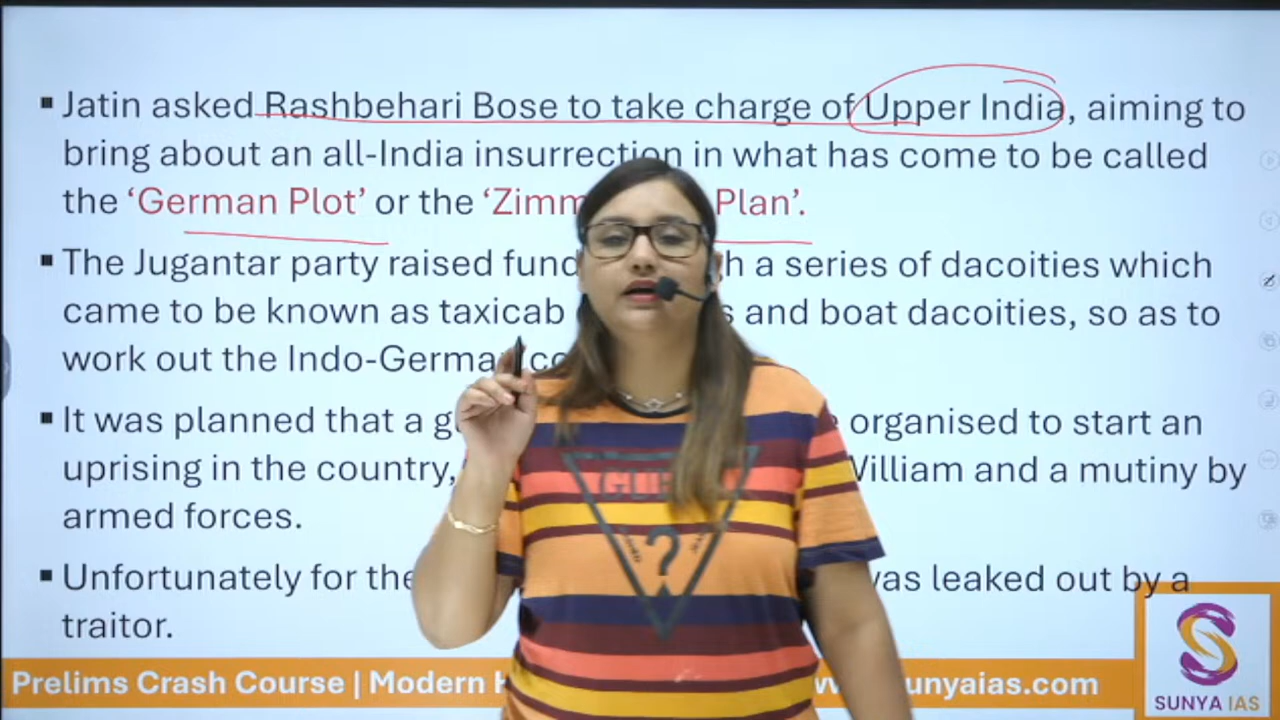 ▪ Jatin asked Rashbehari Bose to take charge of Upper India, aiming to
bring about an all-India insurrection in what has come to be called
the ‘German Plot’ or the ‘Zimm Plan’.
▪ The Jugantar party raised fund a series of dacoities which
came to be known as taxicab and boat dacoities, so as to
work out the Indo-German
▪ It was planned that a organised to start an
uprising in the country, William and a mutiny by
armed forces.
▪ Unfortunately for the was leaked out by a
traitor.
GUESS
?
Prelims Crash Course | Modern
unyaias.com
S
SUNYA IAS